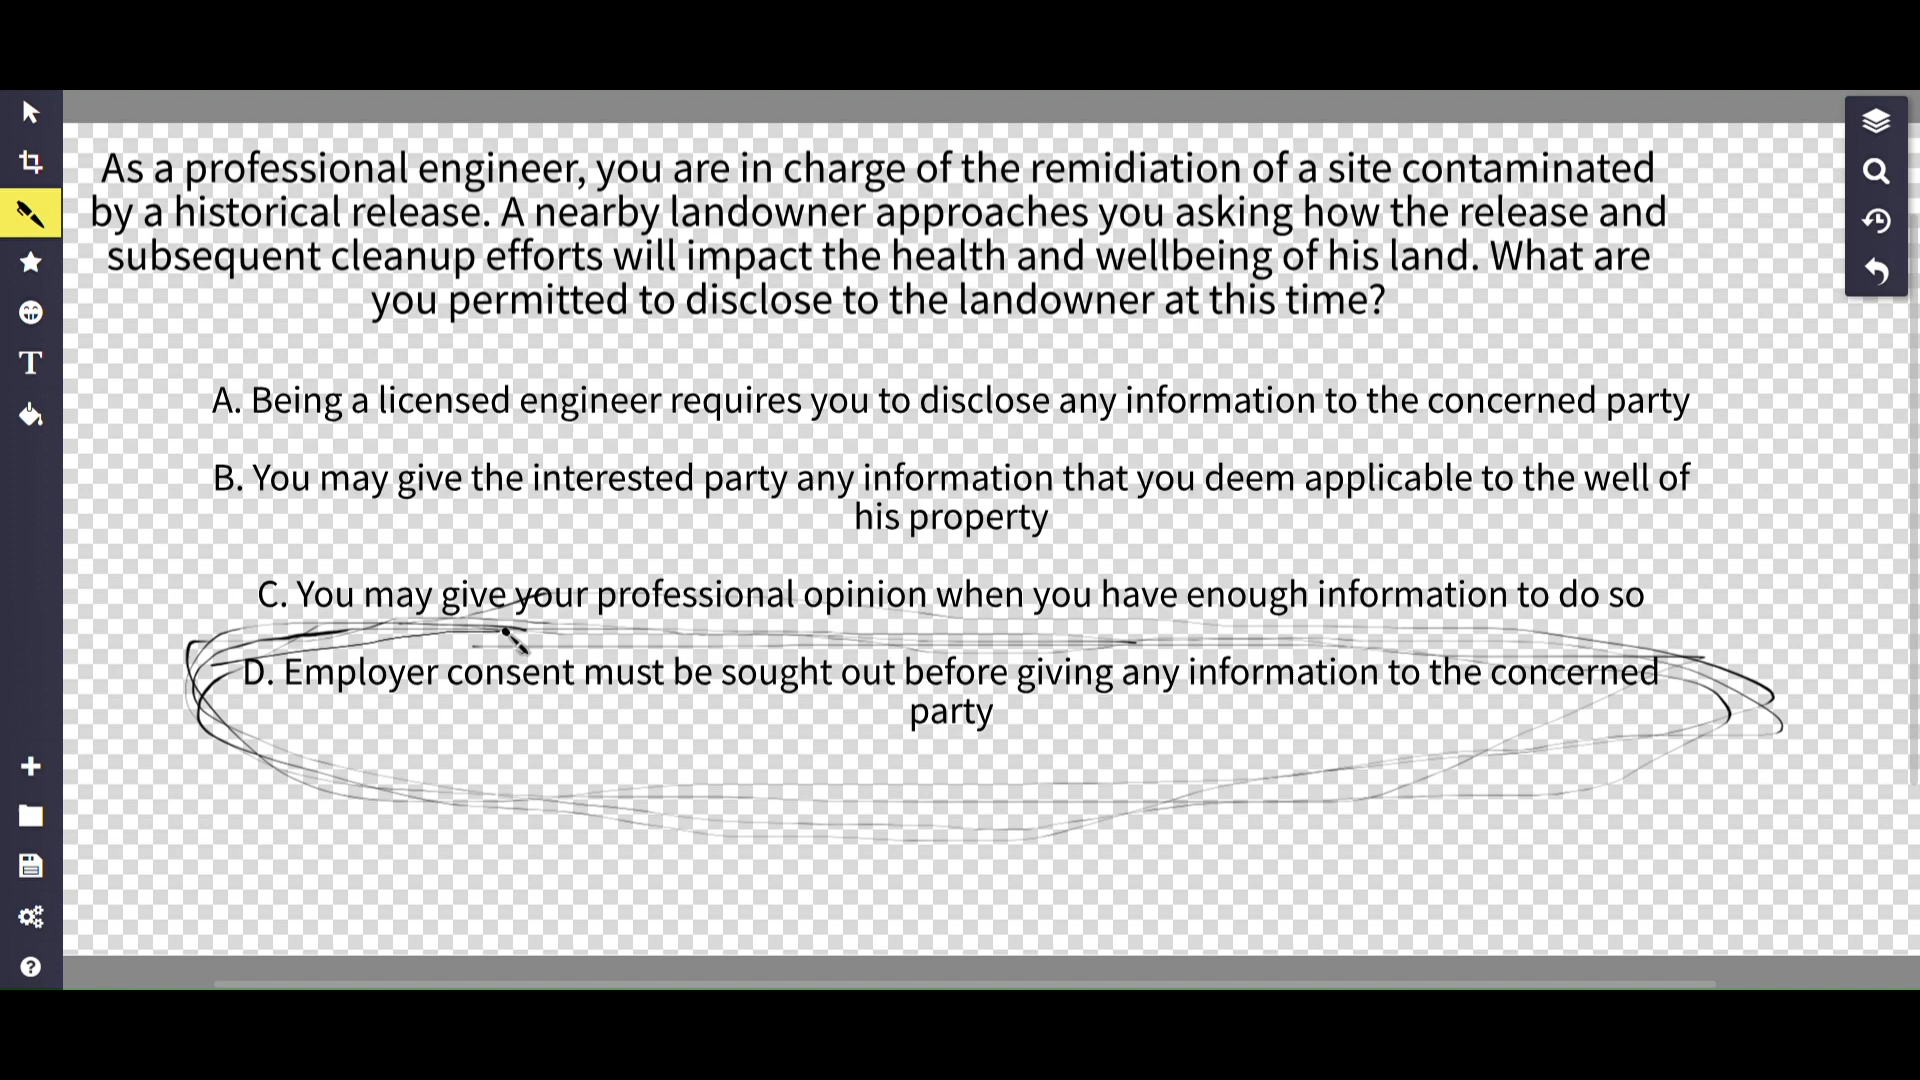 As a professional engineer, you are in charge of the remidiation of a site contaminated
by a historical release. A nearby landowner approaches you asking how the release and
subsequent cleanup efforts will impact the health and wellbeing of his land. What are
you permitted to disclose to the landowner at this time?
A. Being a licensed engineer requires you to disclose any information to the concerned party
B. You may give the interested party any information that you deem applicable to the well of
his property
C. You may give your professional opinion when you have enough information to do so
D. Employer consent must be sought out before giving any information to the concerned
party